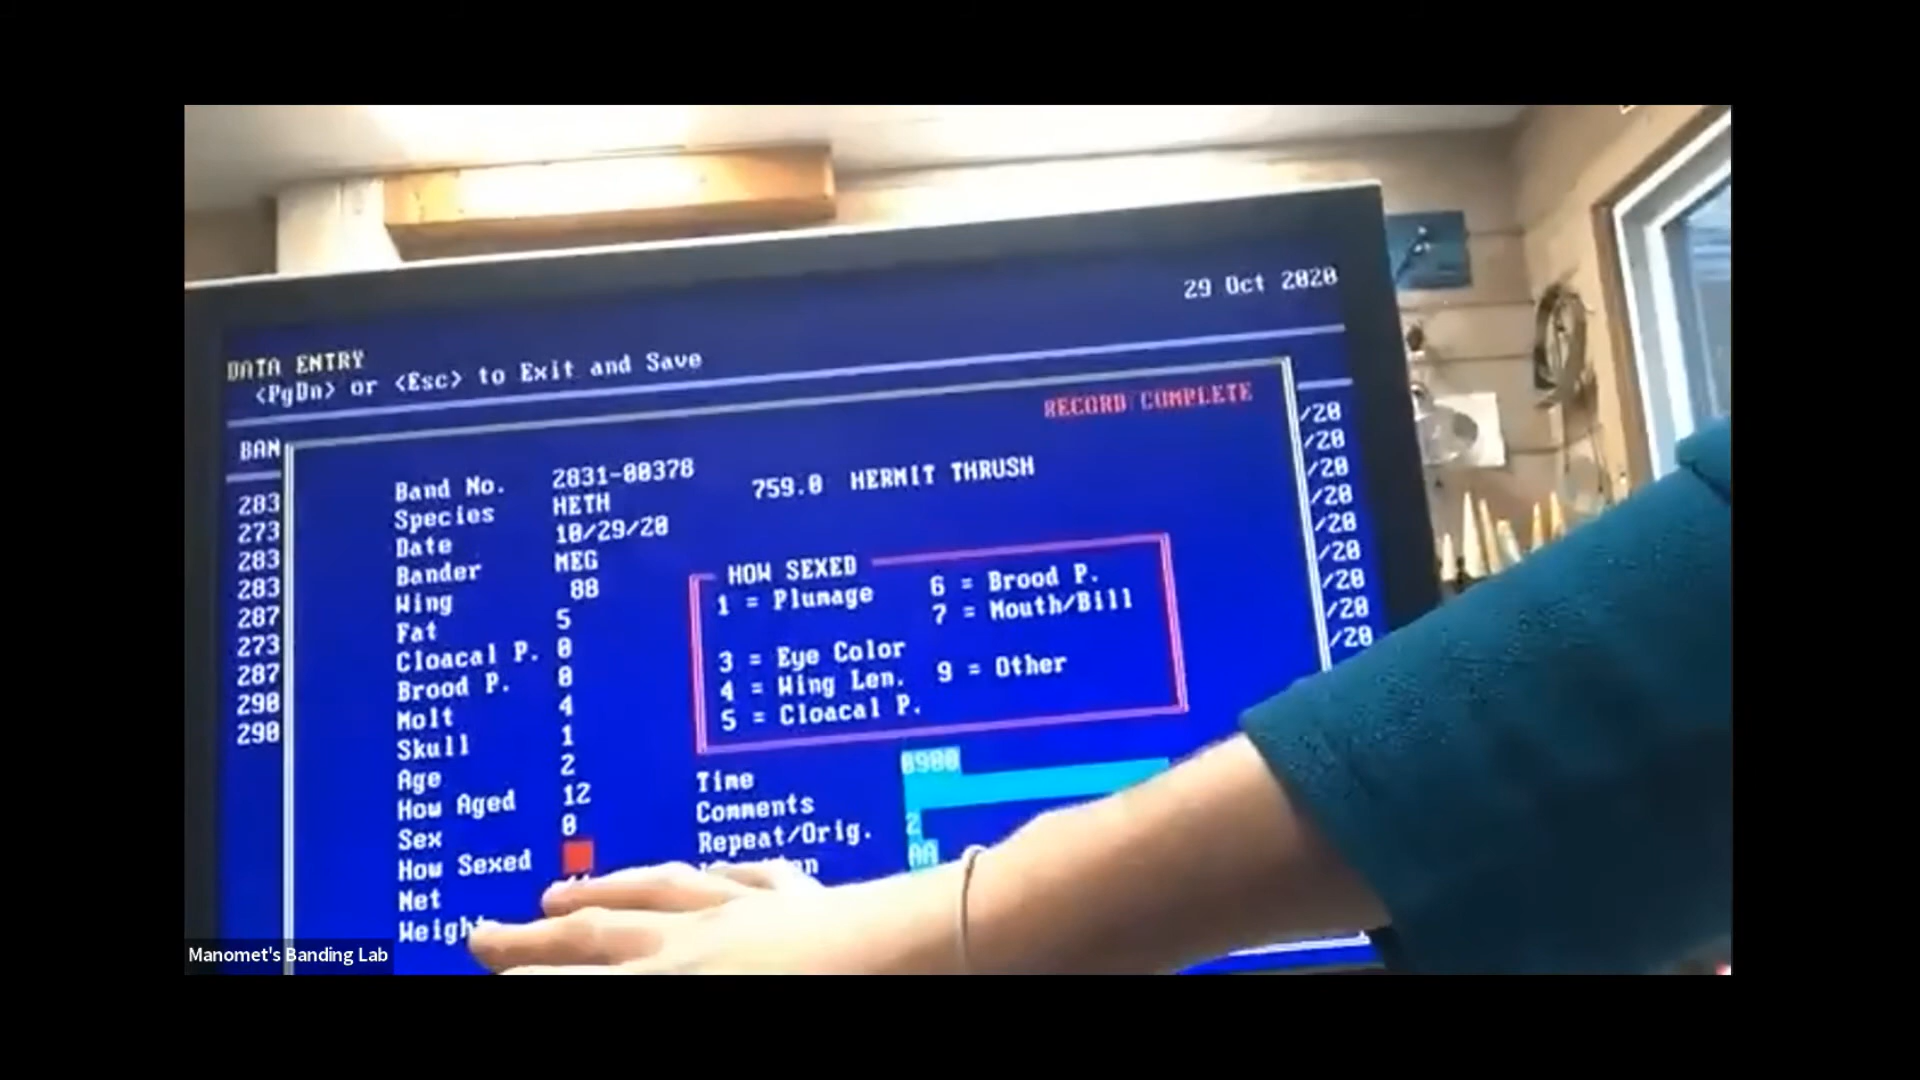 29 Oct 2020
DATA ENTRY
<PgDn> or <Esc> to Exit and Save
RECORD COMPLETE
BAN
Band No. 2831-00378
Species HETH 759.0 HERMIT THRUSH
Date 10/29/20
Bander MEG
Wing 88
Fat 5
Cloacal P. 0
Brood P. 0
Molt 4
Skull 1
Age 2
How Aged 12
Sex 0
How Sexed
Net
Weight
HOW SEXED
1 = Plumage 6 = Brood P.
7 = Mouth/Bill
3 = Eye Color
4 = Wing Len. 9 = Other
5 = Cloacal P.
Time 0900
Comments
Repeat/Orig. 2
AA
283
273
283
283
287
273
287
290
290
/20
/20
/20
/20
/20
/20
/20
/20
/20
Manomet's Banding Lab